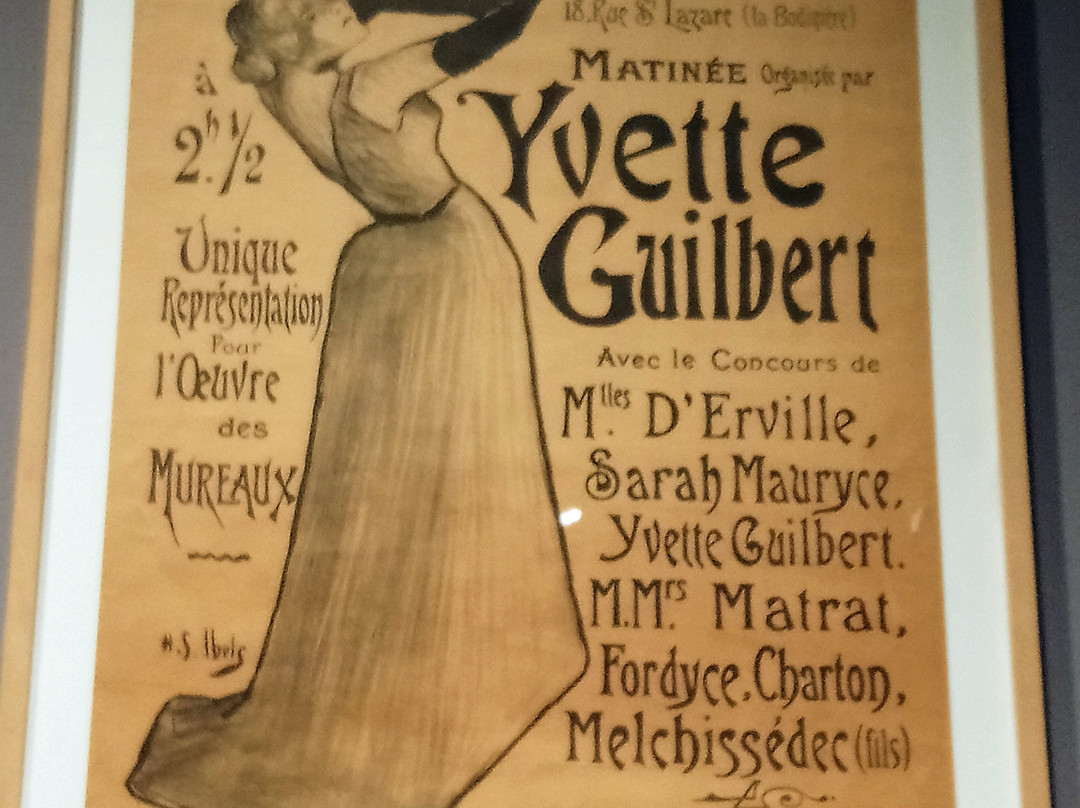 18, Rue St Lazare (la Bodinière)
MATINÉE Organisée par
Yvette
Guilbert
Avec le Concours de
Mlles D'Erville,
Sarah Mauryce,
Yvette Guilbert.
M.Mrs Matrat,
Fordyce, Charton,
Melchissédec (fils)
à
2h. 1/2
Unique
Représentation
Pour
l'Œuvre
des
MUREAUX
H.G. Ibels